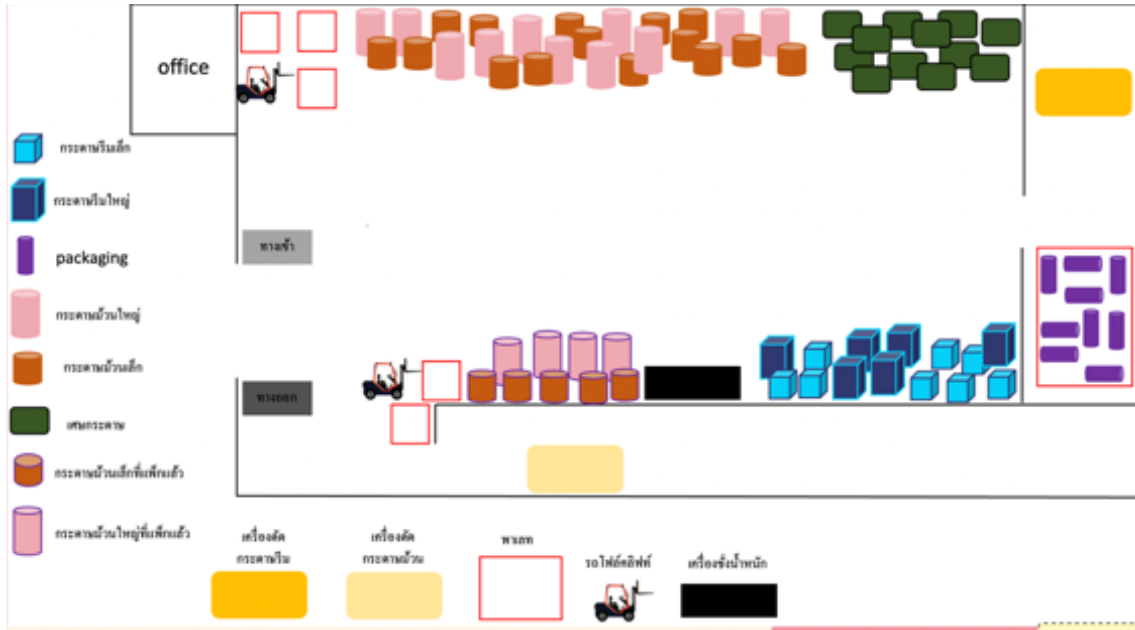 office
กระดาษรีมเล็ก
กระดาษรีมใหญ่
ทางเข้า
packaging
กระดาษม้วนใหญ่
กระดาษม้วนเล็ก
ทางออก
เศษกระดาษ
กระดาษม้วนเล็กที่แพ็กแล้ว
กระดาษม้วนใหญ่ที่แพ็กแล้ว
เครื่องตัด
กระดาษรีม
เครื่องตัด
กระดาษม้วน
พาเลท
รถโฟล์คลิฟท์
เครื่องชั่งน้ำหนัก